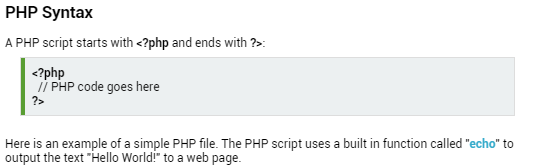 PHP Syntax
A PHP script starts with <?php and ends with ?>:
<?php
// PHP code goes here
?>
Here is an example of a simple PHP file. The PHP script uses a built in function called "echo" to
output the text "Hello World!" to a web page.